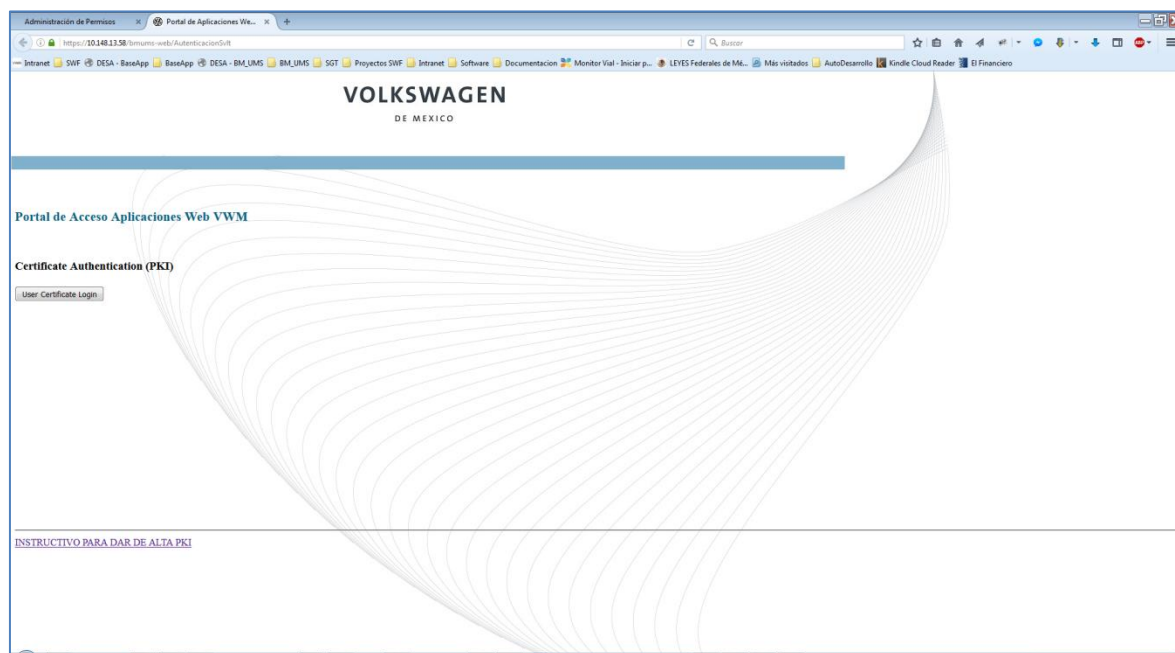 Administración de Permisos × Portal de Aplicaciones We... × +
https://10.148.13.58/bmums-web/AutenticacionSvlt Buscar
Intranet SWF DESA - BaseApp BaseApp DESA - BM_UMS BM_UMS SGT Proyectos SWF Intranet Software Documentacion Monitor Vial - Iniciar p... LEYES Federales de Mé... Más visitados AutoDesarrollo Kindle Cloud Reader El Financiero
VOLKSWAGEN
DE MEXICO
Portal de Acceso Aplicaciones Web VWM
Certificate Authentication (PKI)
User Certificate Login
INSTRUCTIVO PARA DAR DE ALTA PKI